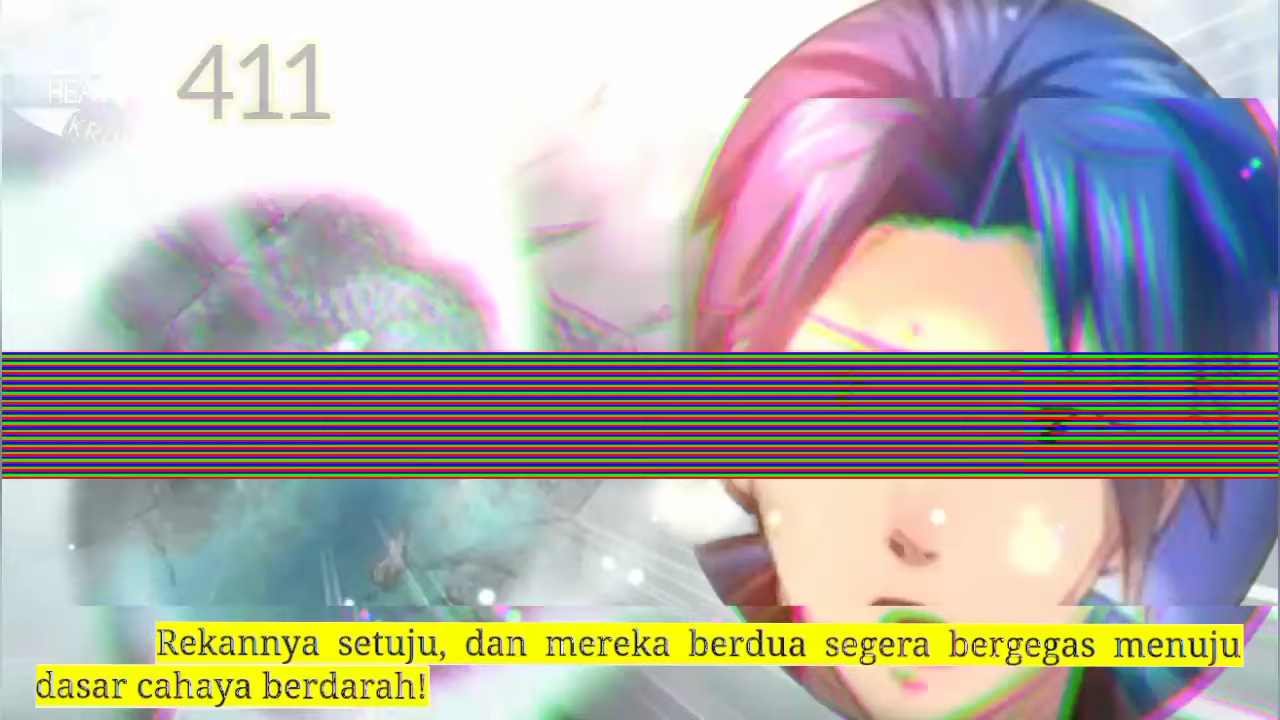 411
Rekannya setuju, dan mereka berdua segera bergegas menuju
dasar cahaya berdarah!